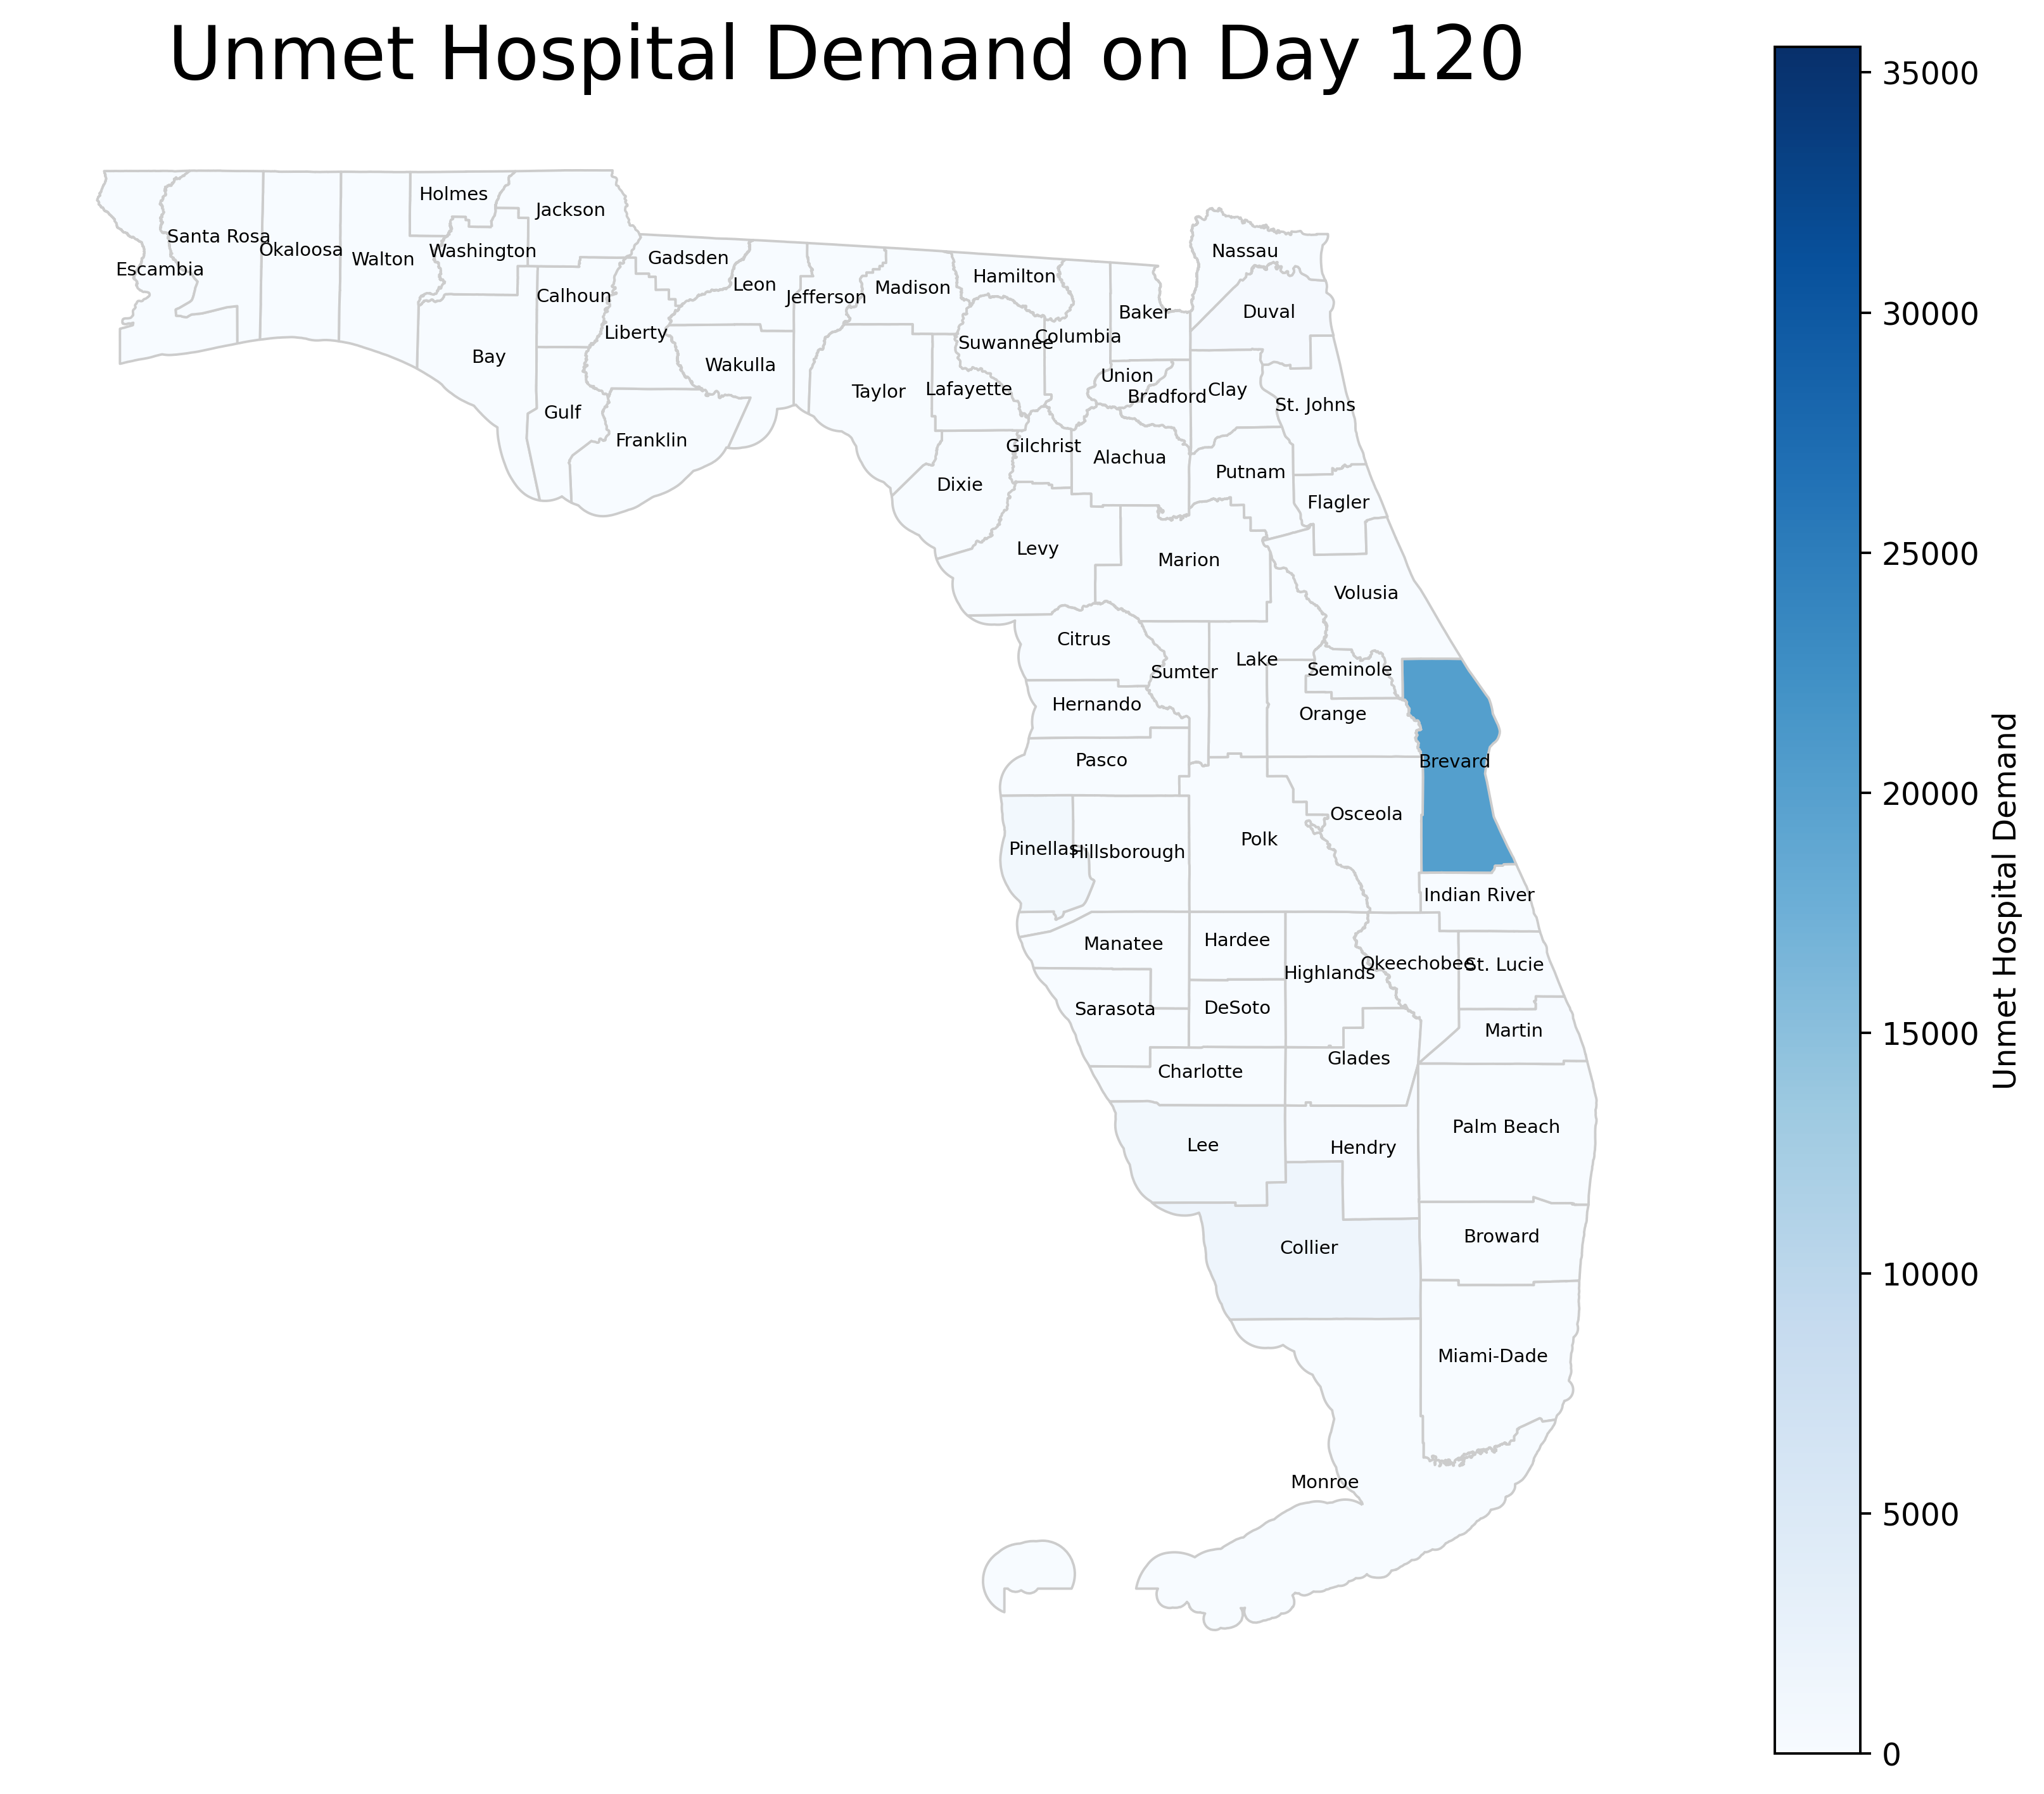 Unmet Hospital Demand on Day 120
Holmes
Jackson
Santa Rosa
Okaloosa
Walton
Washington
Escambia
Gadsden
Leon
Calhoun
Jefferson
Madison
Hamilton
Nassau
Baker
Duval
Liberty
Suwannee
Columbia
Bay
Wakulla
Union
Taylor
Lafayette
Bradford
Clay
St. Johns
Gulf
Franklin
Gilchrist
Alachua
Putnam
Dixie
Flagler
Levy
Marion
Volusia
Citrus
Sumter
Lake
Seminole
Hernando
Orange
Pasco
Brevard
Osceola
Polk
Pinellas
Hillsborough
Indian River
Manatee
Hardee
Highlands
Okeechobee
St. Lucie
Sarasota
DeSoto
Martin
Glades
Charlotte
Palm Beach
Lee
Hendry
Collier
Broward
Miami-Dade
Monroe
35000
30000
25000
20000
15000
10000
5000
0
Unmet Hospital Demand